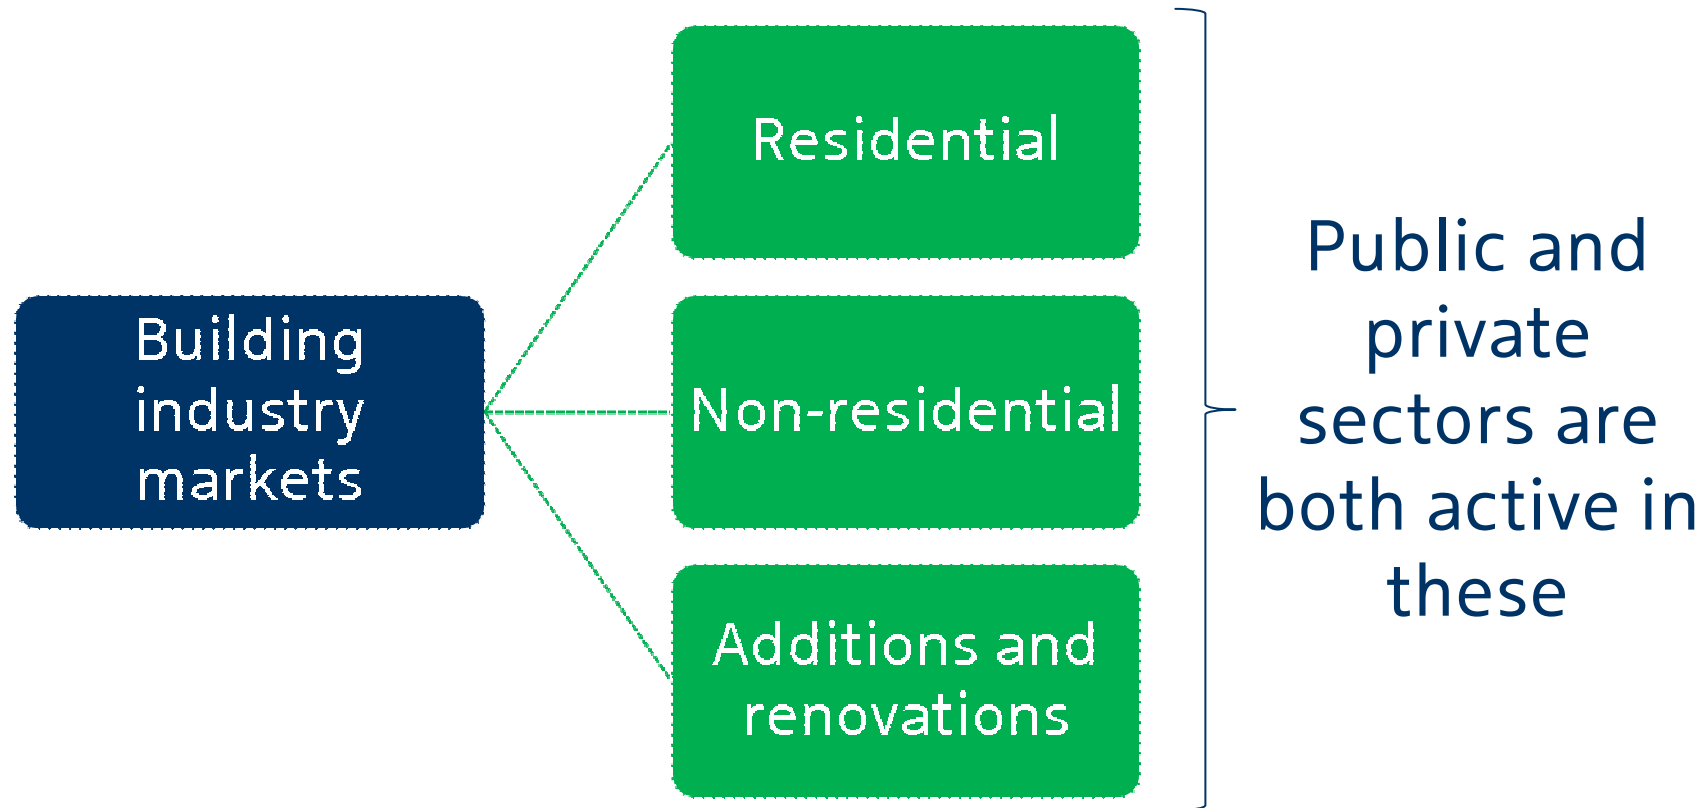 Residential
Building
industry
markets
Non-residential
Additions and
renovations
Public and
private
sectors are
both active in
these